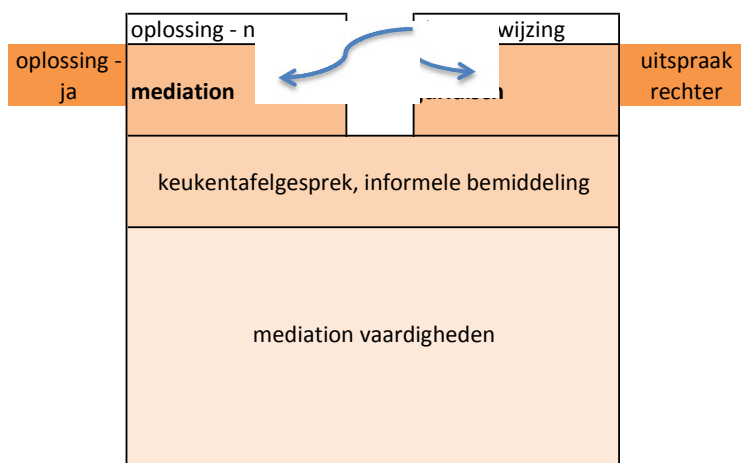 oplossing - n
wijzing
oplossing -
ja
mediation
uitspraak
rechter
keukentafelgesprek, informele bemiddeling
mediation vaardigheden